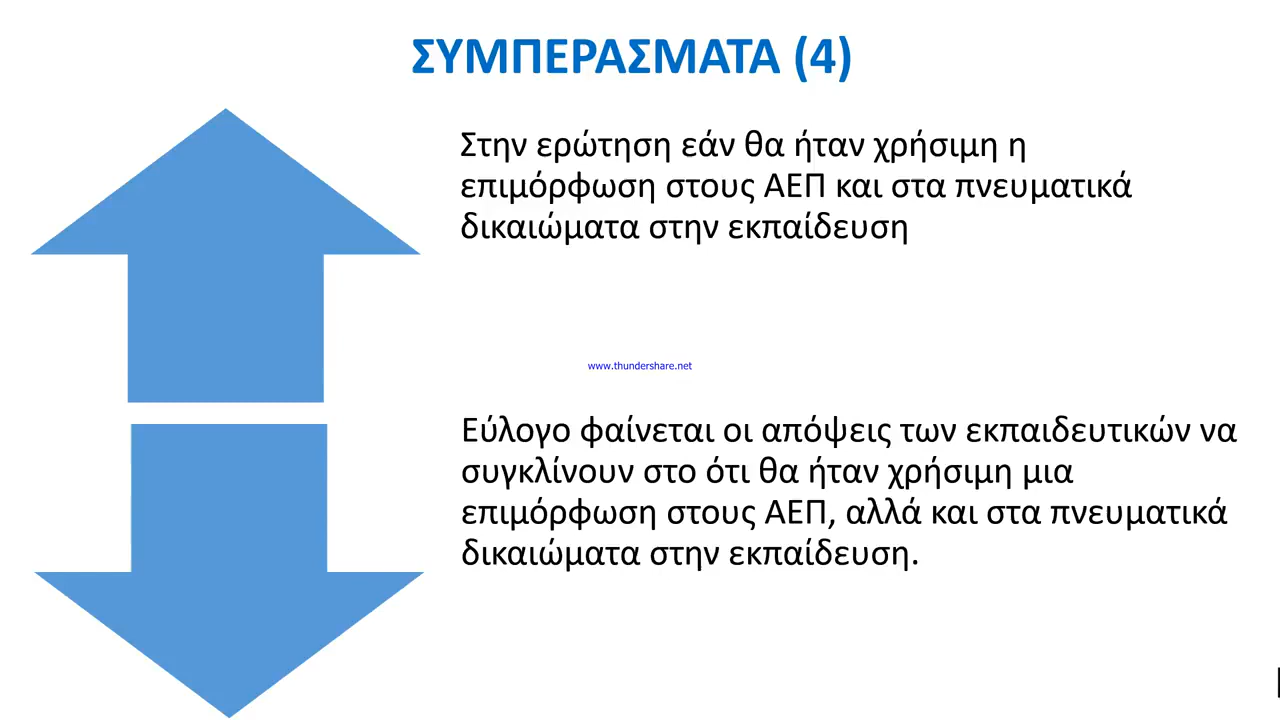 ΣΥΜΠΕΡΑΣΜΑΤΑ (4)
Στην ερώτηση εάν θα ήταν χρήσιμη η
επιμόρφωση στους ΑΕΠ και στα πνευματικά
δικαιώματα στην εκπαίδευση
www.thundershare.net
Εύλογο φαίνεται οι απόψεις των εκπαιδευτικών να
συγκλίνουν στο ότι θα ήταν χρήσιμη μια
επιμόρφωση στους ΑΕΠ, αλλά και στα πνευματικά
δικαιώματα στην εκπαίδευση.